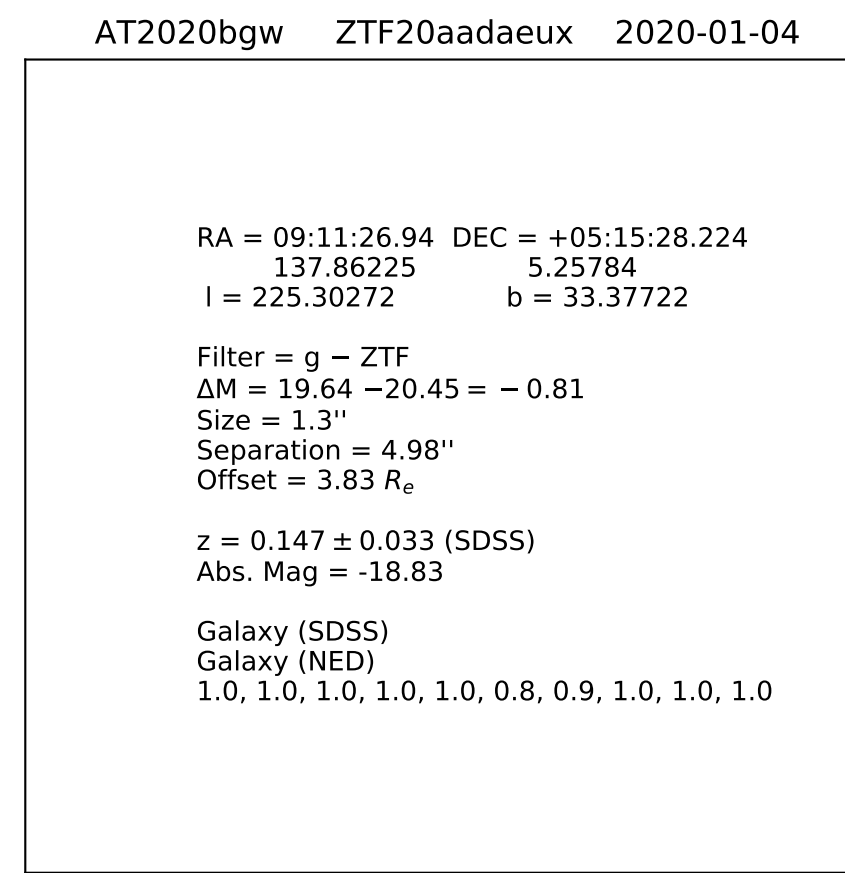 AT2020bgw ZTF20aadaeux 2020-01-04
RA = 09:11:26.94 DEC = +05:15:28.224
137.86225 5.25784
l = 225.30272 b = 33.37722
Filter = g − ZTF
ΔM = 19.64 −20.45 = − 0.81
Size = 1.3''
Separation = 4.98''
Offset = 3.83 Re
z = 0.147 ± 0.033 (SDSS)
Abs. Mag = -18.83
Galaxy (SDSS)
Galaxy (NED)
1.0, 1.0, 1.0, 1.0, 1.0, 0.8, 0.9, 1.0, 1.0, 1.0